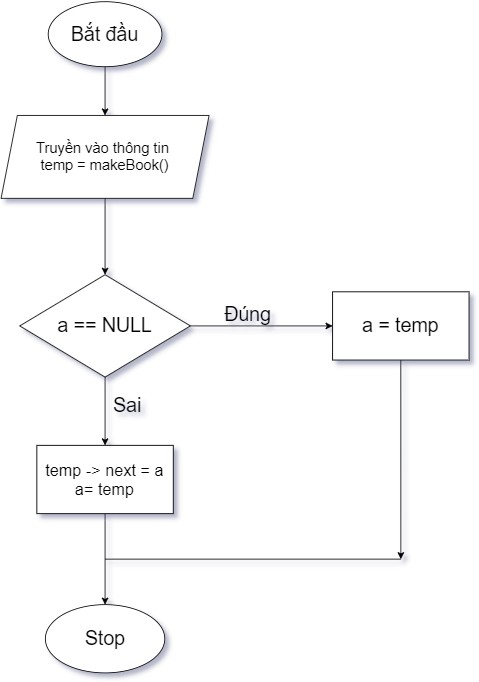 Bắt đầu
Truyền vào thông tin
temp = makeBook()
a == NULL
Đúng
a = temp
Sai
temp -> next = a
a= temp
Stop